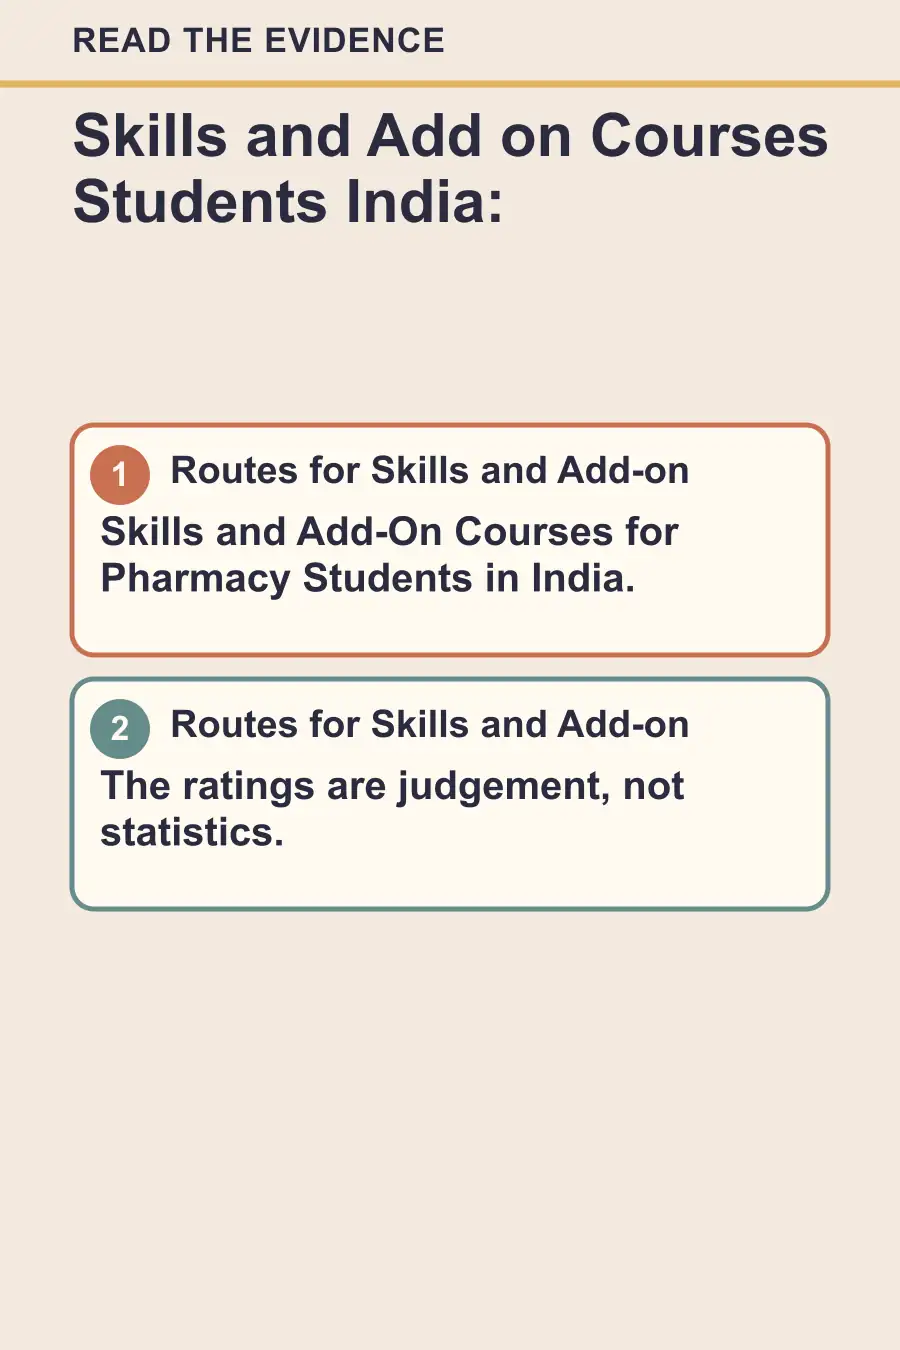 READ THE EVIDENCE
Skills and Add on Courses
Students India:
1 Routes for Skills and Add-on
Skills and Add-On Courses for
Pharmacy Students in India.
2 Routes for Skills and Add-on
The ratings are judgement, not
statistics.